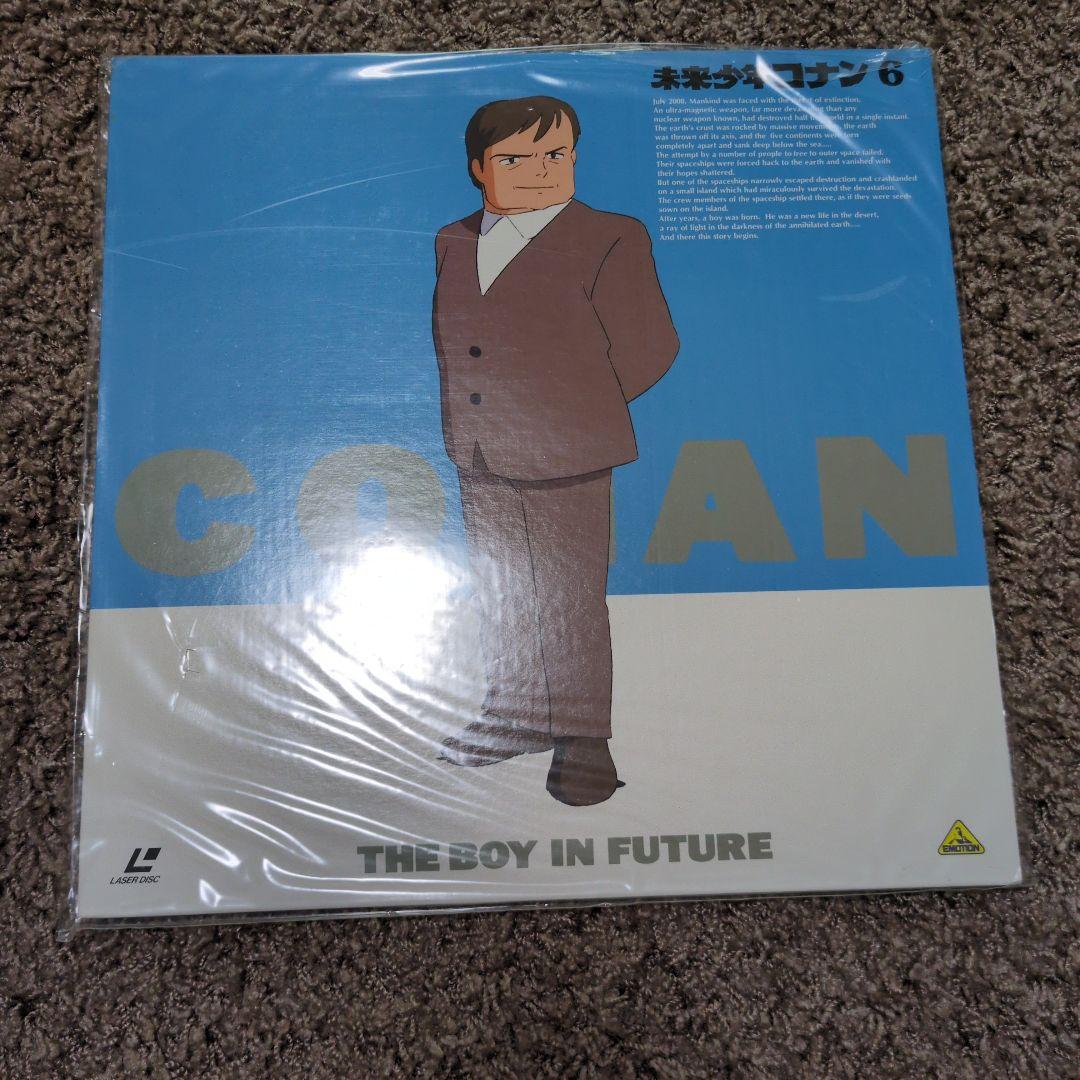 未来少年コナン 6
July 2008. Mankind was faced with the threat of extinction.
An ultra-magnetic weapon, far more devastating than any
nuclear weapon known, had destroyed half the world in a single instant.
The earth's crust was rocked by massive movements, the earth
was thrown off its axis, and the five continents were torn
completely apart and sank deep below the sea.....
The attempt by a number of people to free to outer space failed.
Their spaceships were forced back to the earth and vanished with
their hopes shattered.
But one of the spaceships narrowly escaped destruction and crashlanded
on a small island which had miraculously survived the devastation.
The crew members of the spaceship settled there, as if they were seeds
sown on the island.
After years, a boy was born. He was a new life in the desert,
a ray of light in the darkness of the annihilated earth.....
And there this story begins.
CONAN
THE BOY IN FUTURE
LASER DISC
EMOTION